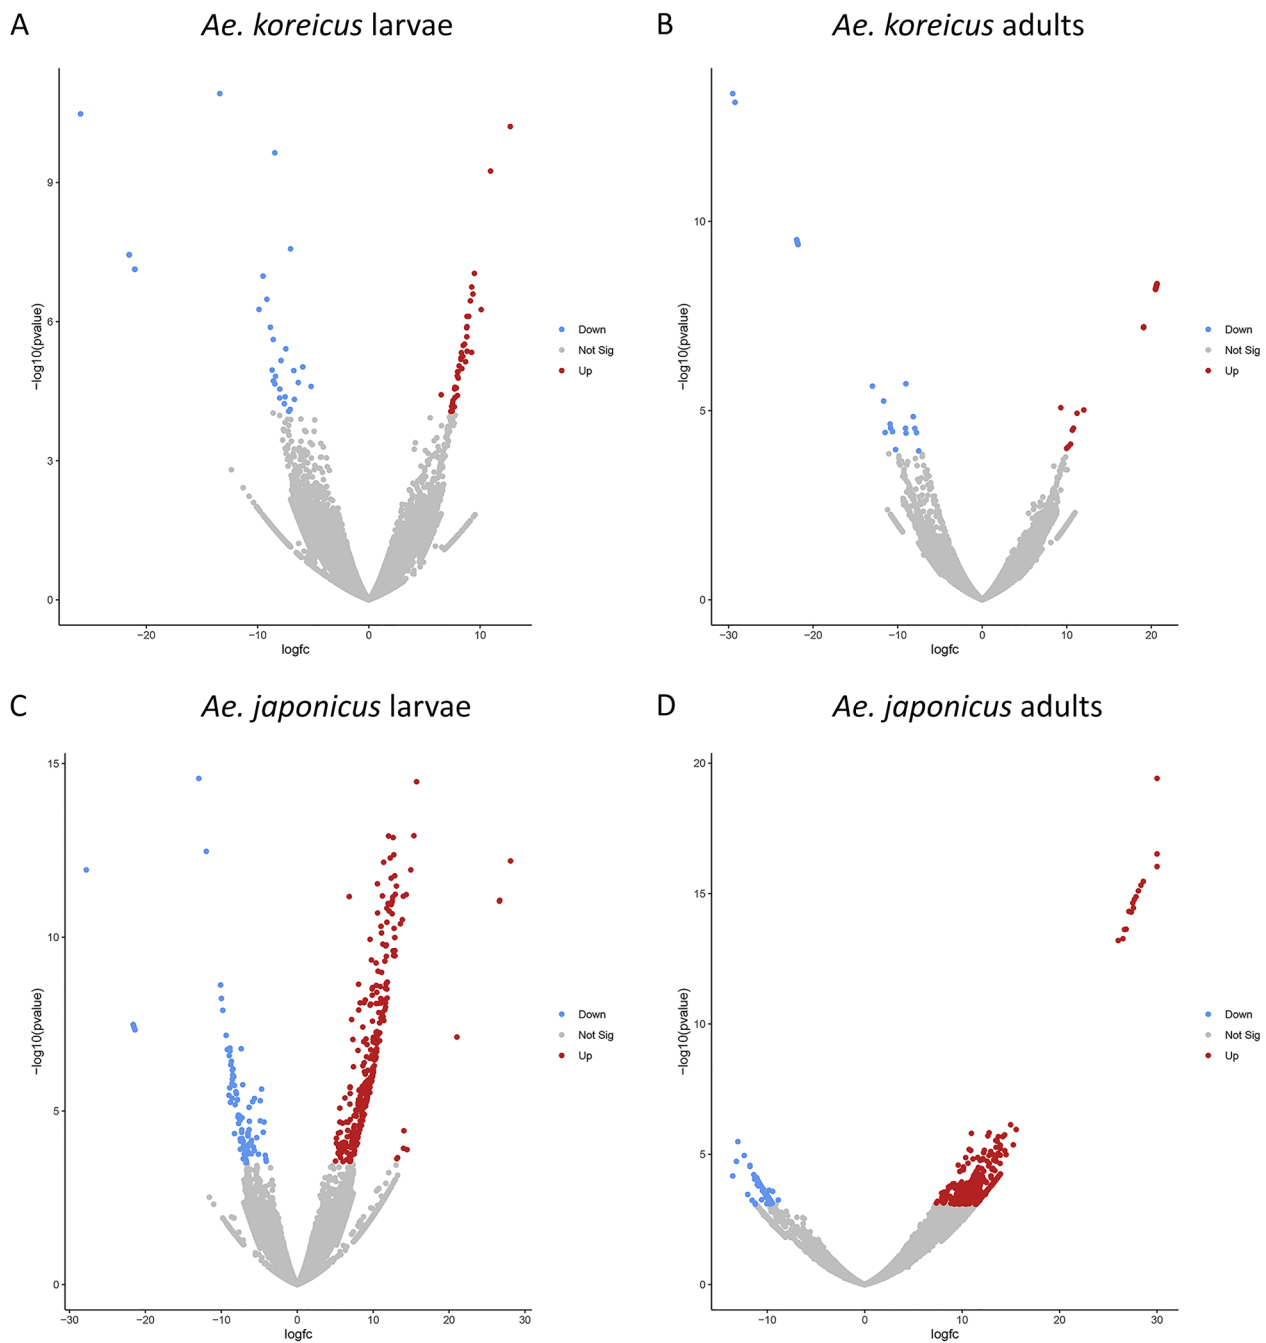 A
Ae. koreicus larvae
9
6
3
0
−20
−10
0
10
−log10(pvalue)
logfc
Down
Not Sig
Up
B
Ae. koreicus adults
10
5
0
−30
−20
−10
0
10
20
−log10(pvalue)
logfc
Down
Not Sig
Up
C
Ae. japonicus larvae
15
10
5
0
−30
−20
−10
0
10
20
30
−log10(pvalue)
logfc
Down
Not Sig
Up
D
Ae. japonicus adults
20
15
10
5
0
−10
0
10
20
30
−log10(pvalue)
logfc
Down
Not Sig
Up